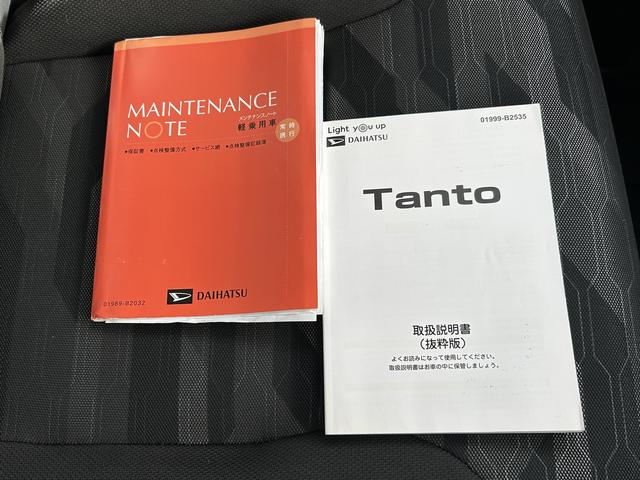 MAINTENANCE
NOTE
メンテナンスノート
軽乗用車
常時
携行
●保証書 ●点検整備方式 ●サービス網 ●点検整備記録簿
01989-B2032
DAIHATSU
Light you up
DAIHATSU
01999-B2535
Tanto
取扱説明書
(抜粋版)
よくお読みになって使用してください。
取扱説明書はお車の中に保管しましょう。